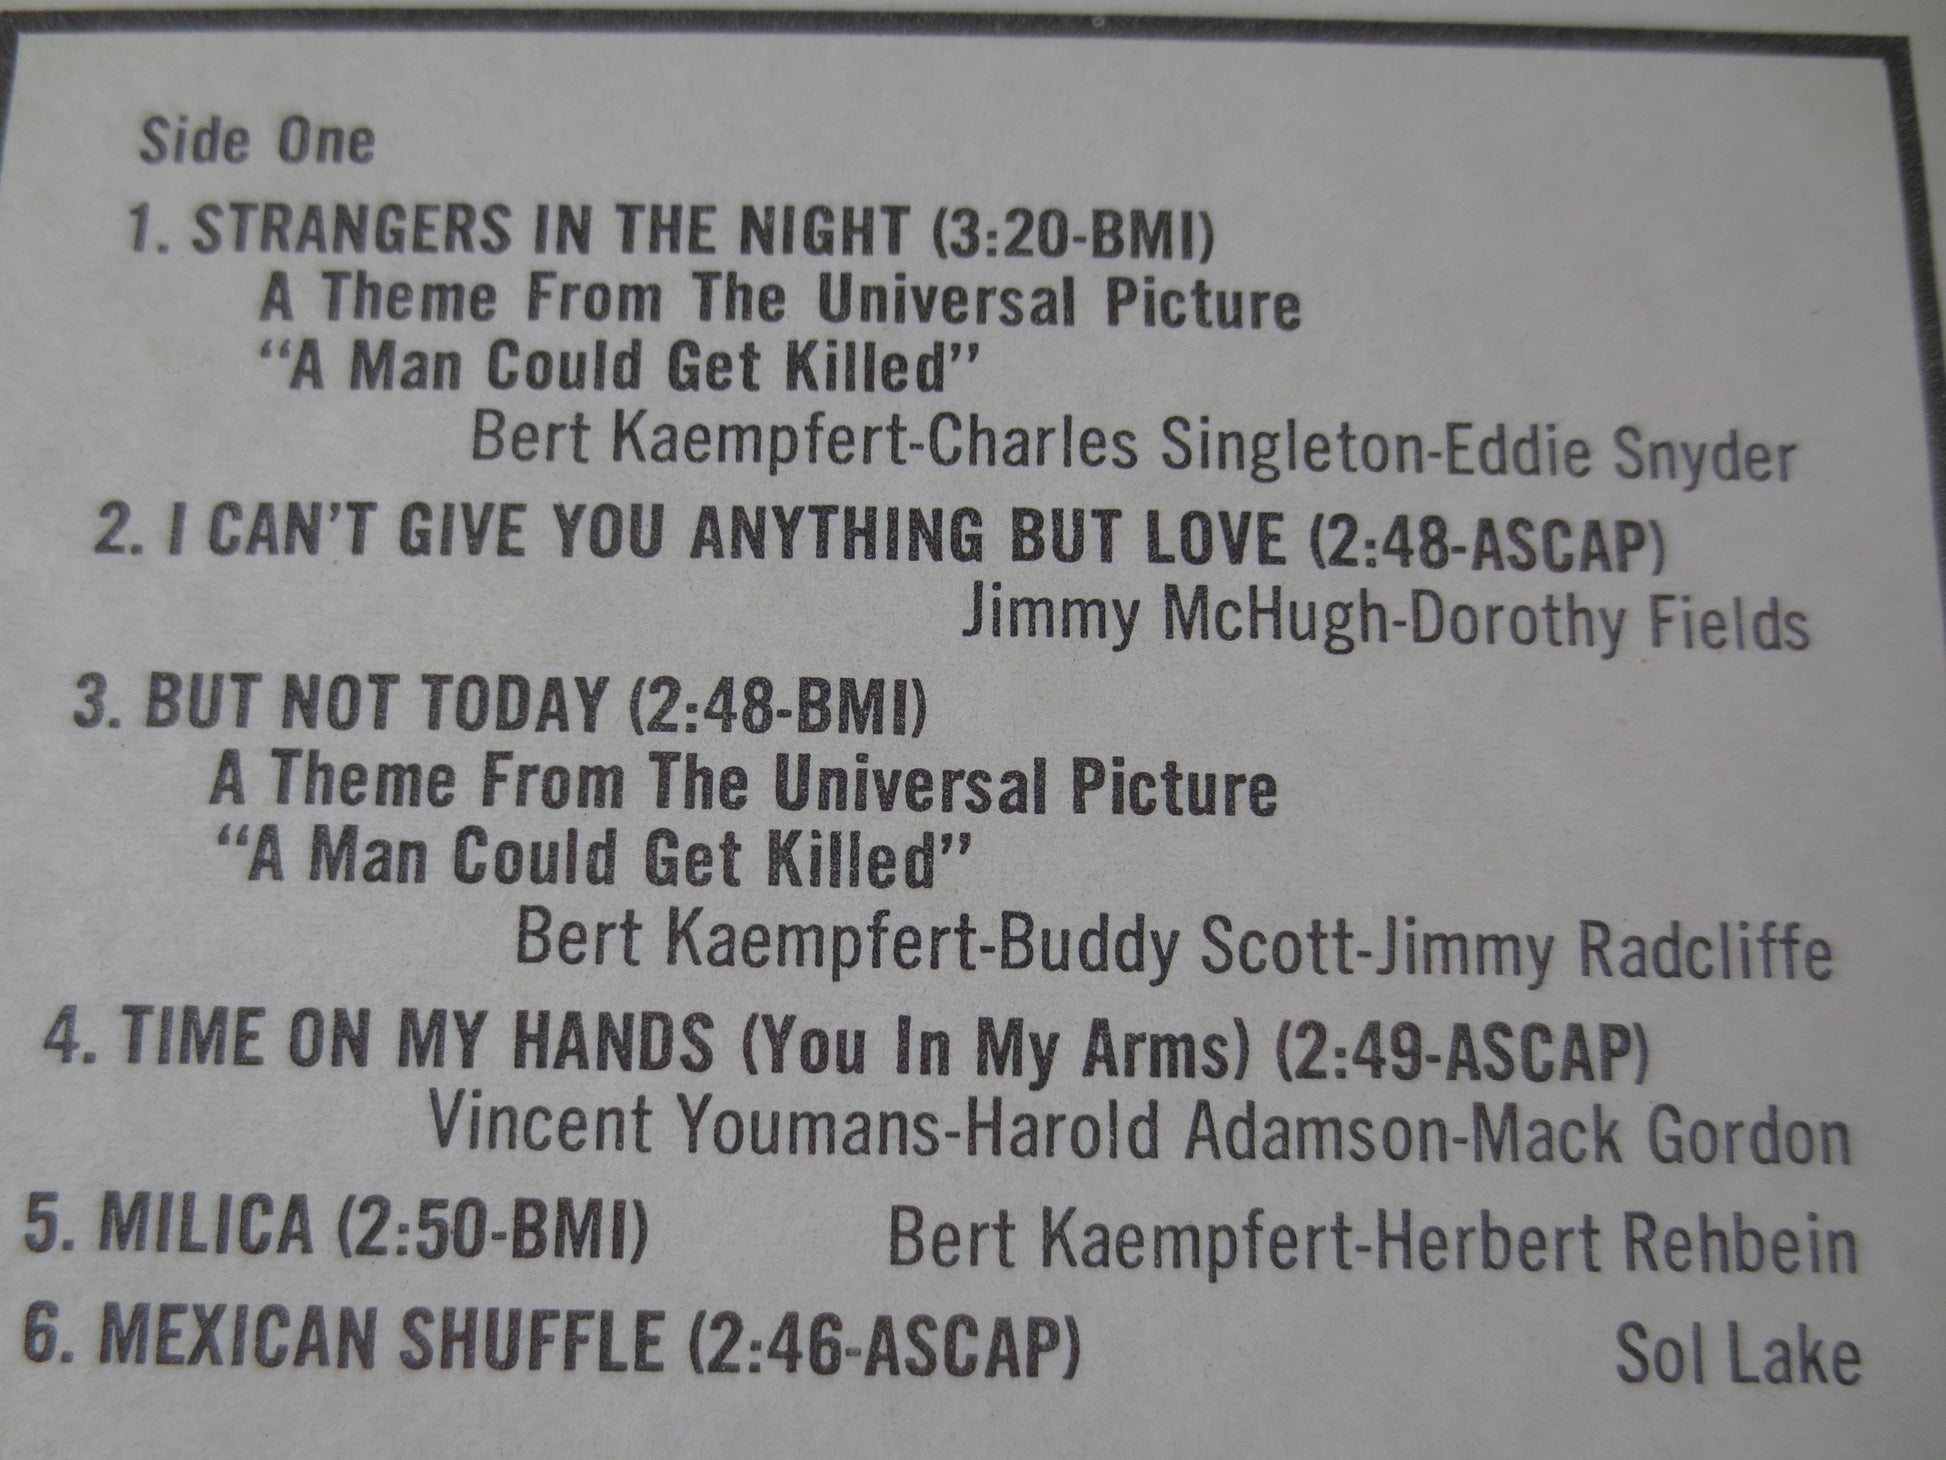 Side One
1. STRANGERS IN THE NIGHT (3:20-BMI)
A Theme From The Universal Picture
“A Man Could Get Killed”
Bert Kaempfert-Charles Singleton-Eddie Snyder
2. I CAN’T GIVE YOU ANYTHING BUT LOVE (2:48-ASCAP)
Jimmy McHugh-Dorothy Fields
3. BUT NOT TODAY (2:48-BMI)
A Theme From The Universal Picture
“A Man Could Get Killed”
Bert Kaempfert-Buddy Scott-Jimmy Radcliffe
4. TIME ON MY HANDS (You In My Arms) (2:49-ASCAP)
Vincent Youmans-Harold Adamson-Mack Gordon
5. MILICA (2:50-BMI) Bert Kaempfert-Herbert Rehbein
6. MEXICAN SHUFFLE (2:46-ASCAP) Sol Lake